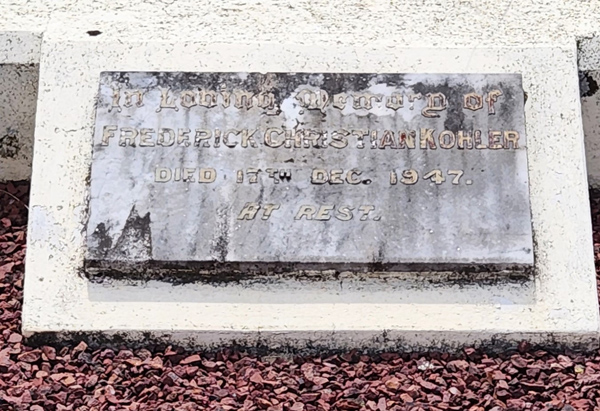 In Loving Memory of
FREDERICK CHRISTIAN KOHLER
DIED 17TH DEC. 1947.
AT REST.